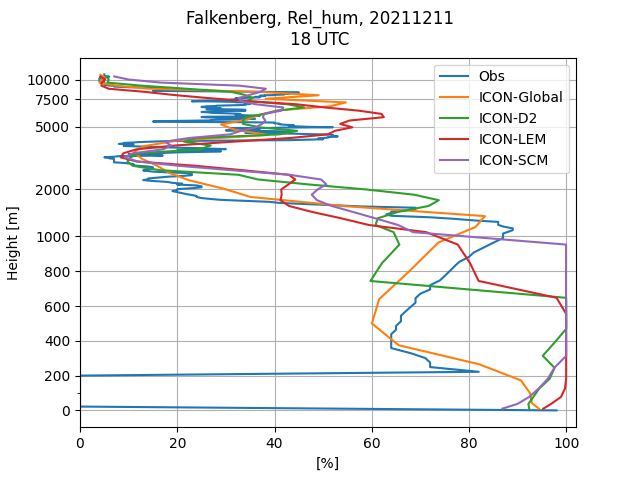 Falkenberg, Rel_hum, 20211211
18 UTC
Obs
ICON-Global
ICON-D2
ICON-LEM
ICON-SCM
10000
7500
5000
2000
1000
800
600
400
200
0
Height [m]
0 20 40 60 80 100
[%]